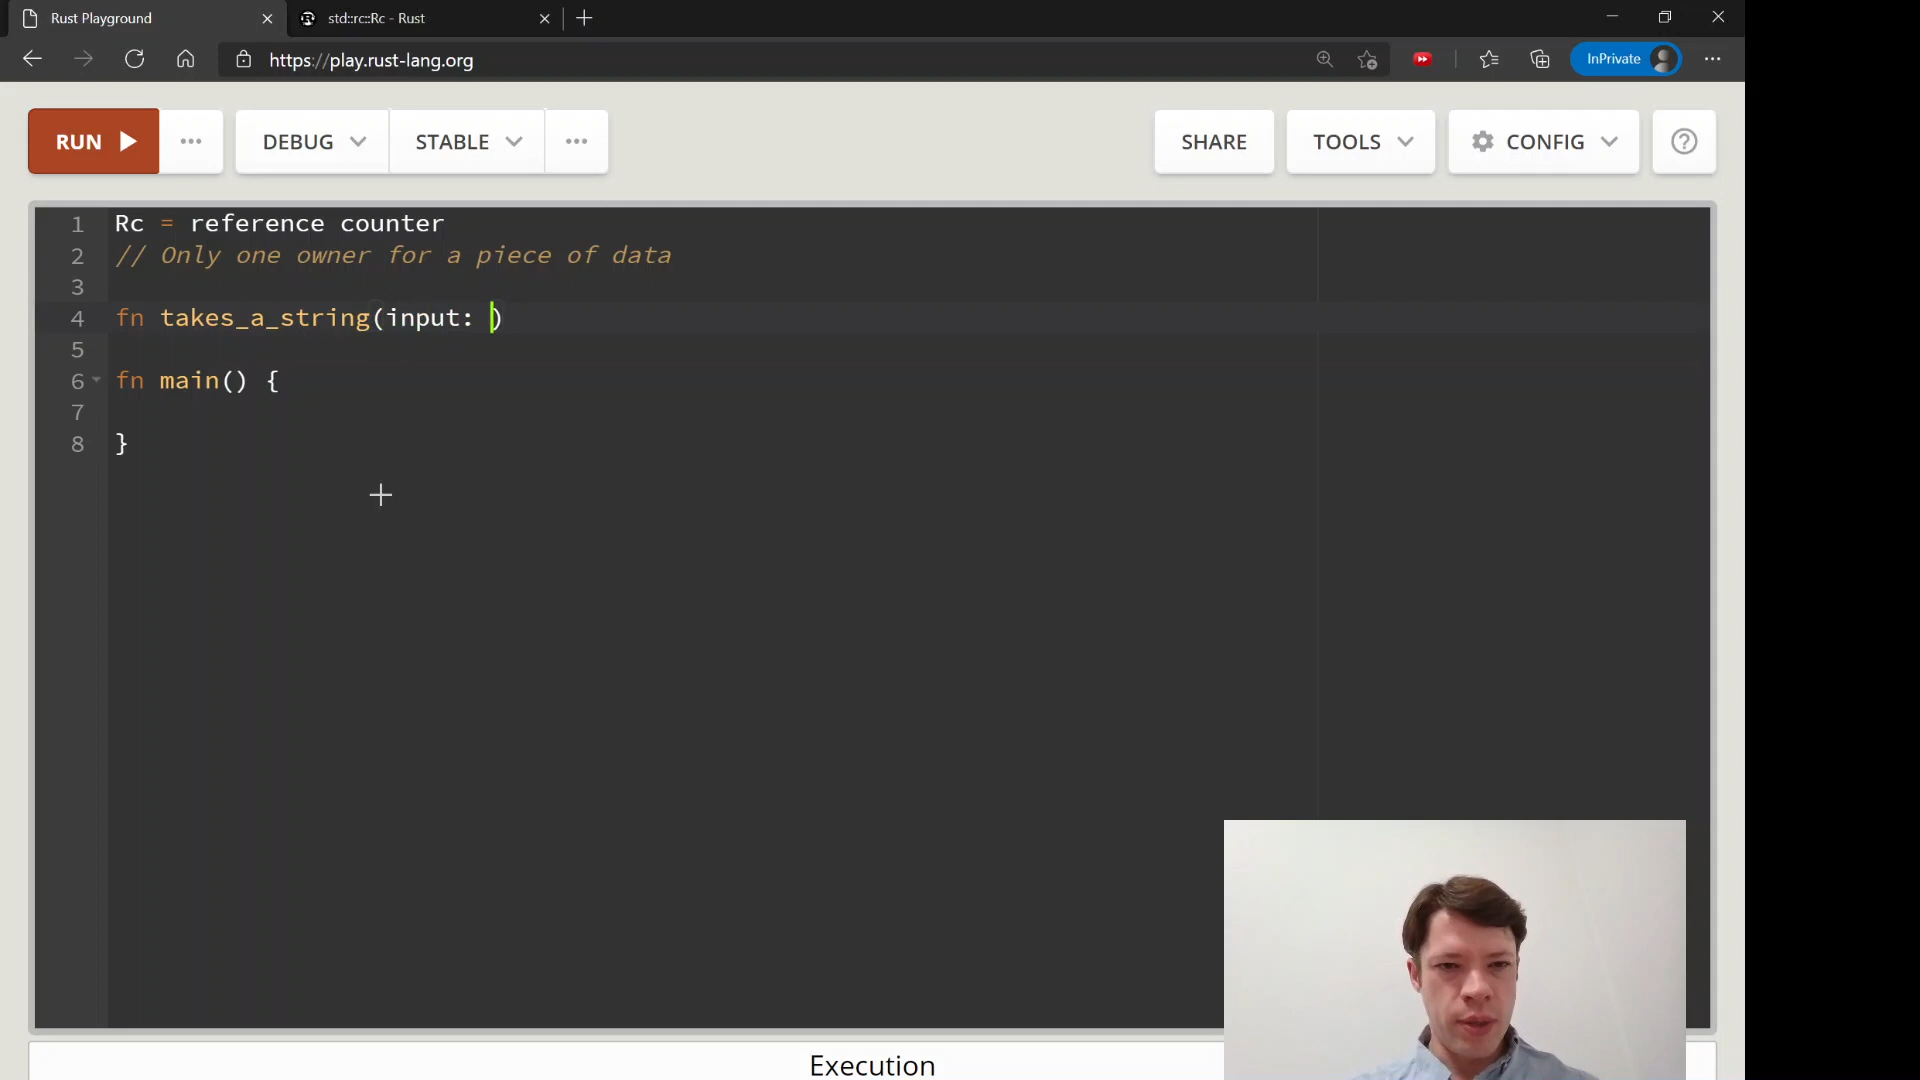 Rust Playground
std::rc::Rc - Rust
https://play.rust-lang.org
InPrivate
RUN
DEBUG
STABLE
SHARE
TOOLS
CONFIG
1 Rc = reference counter
2 // Only one owner for a piece of data
3
4 fn takes_a_string(input: )
5
6 fn main() {
7
8 }
Execution